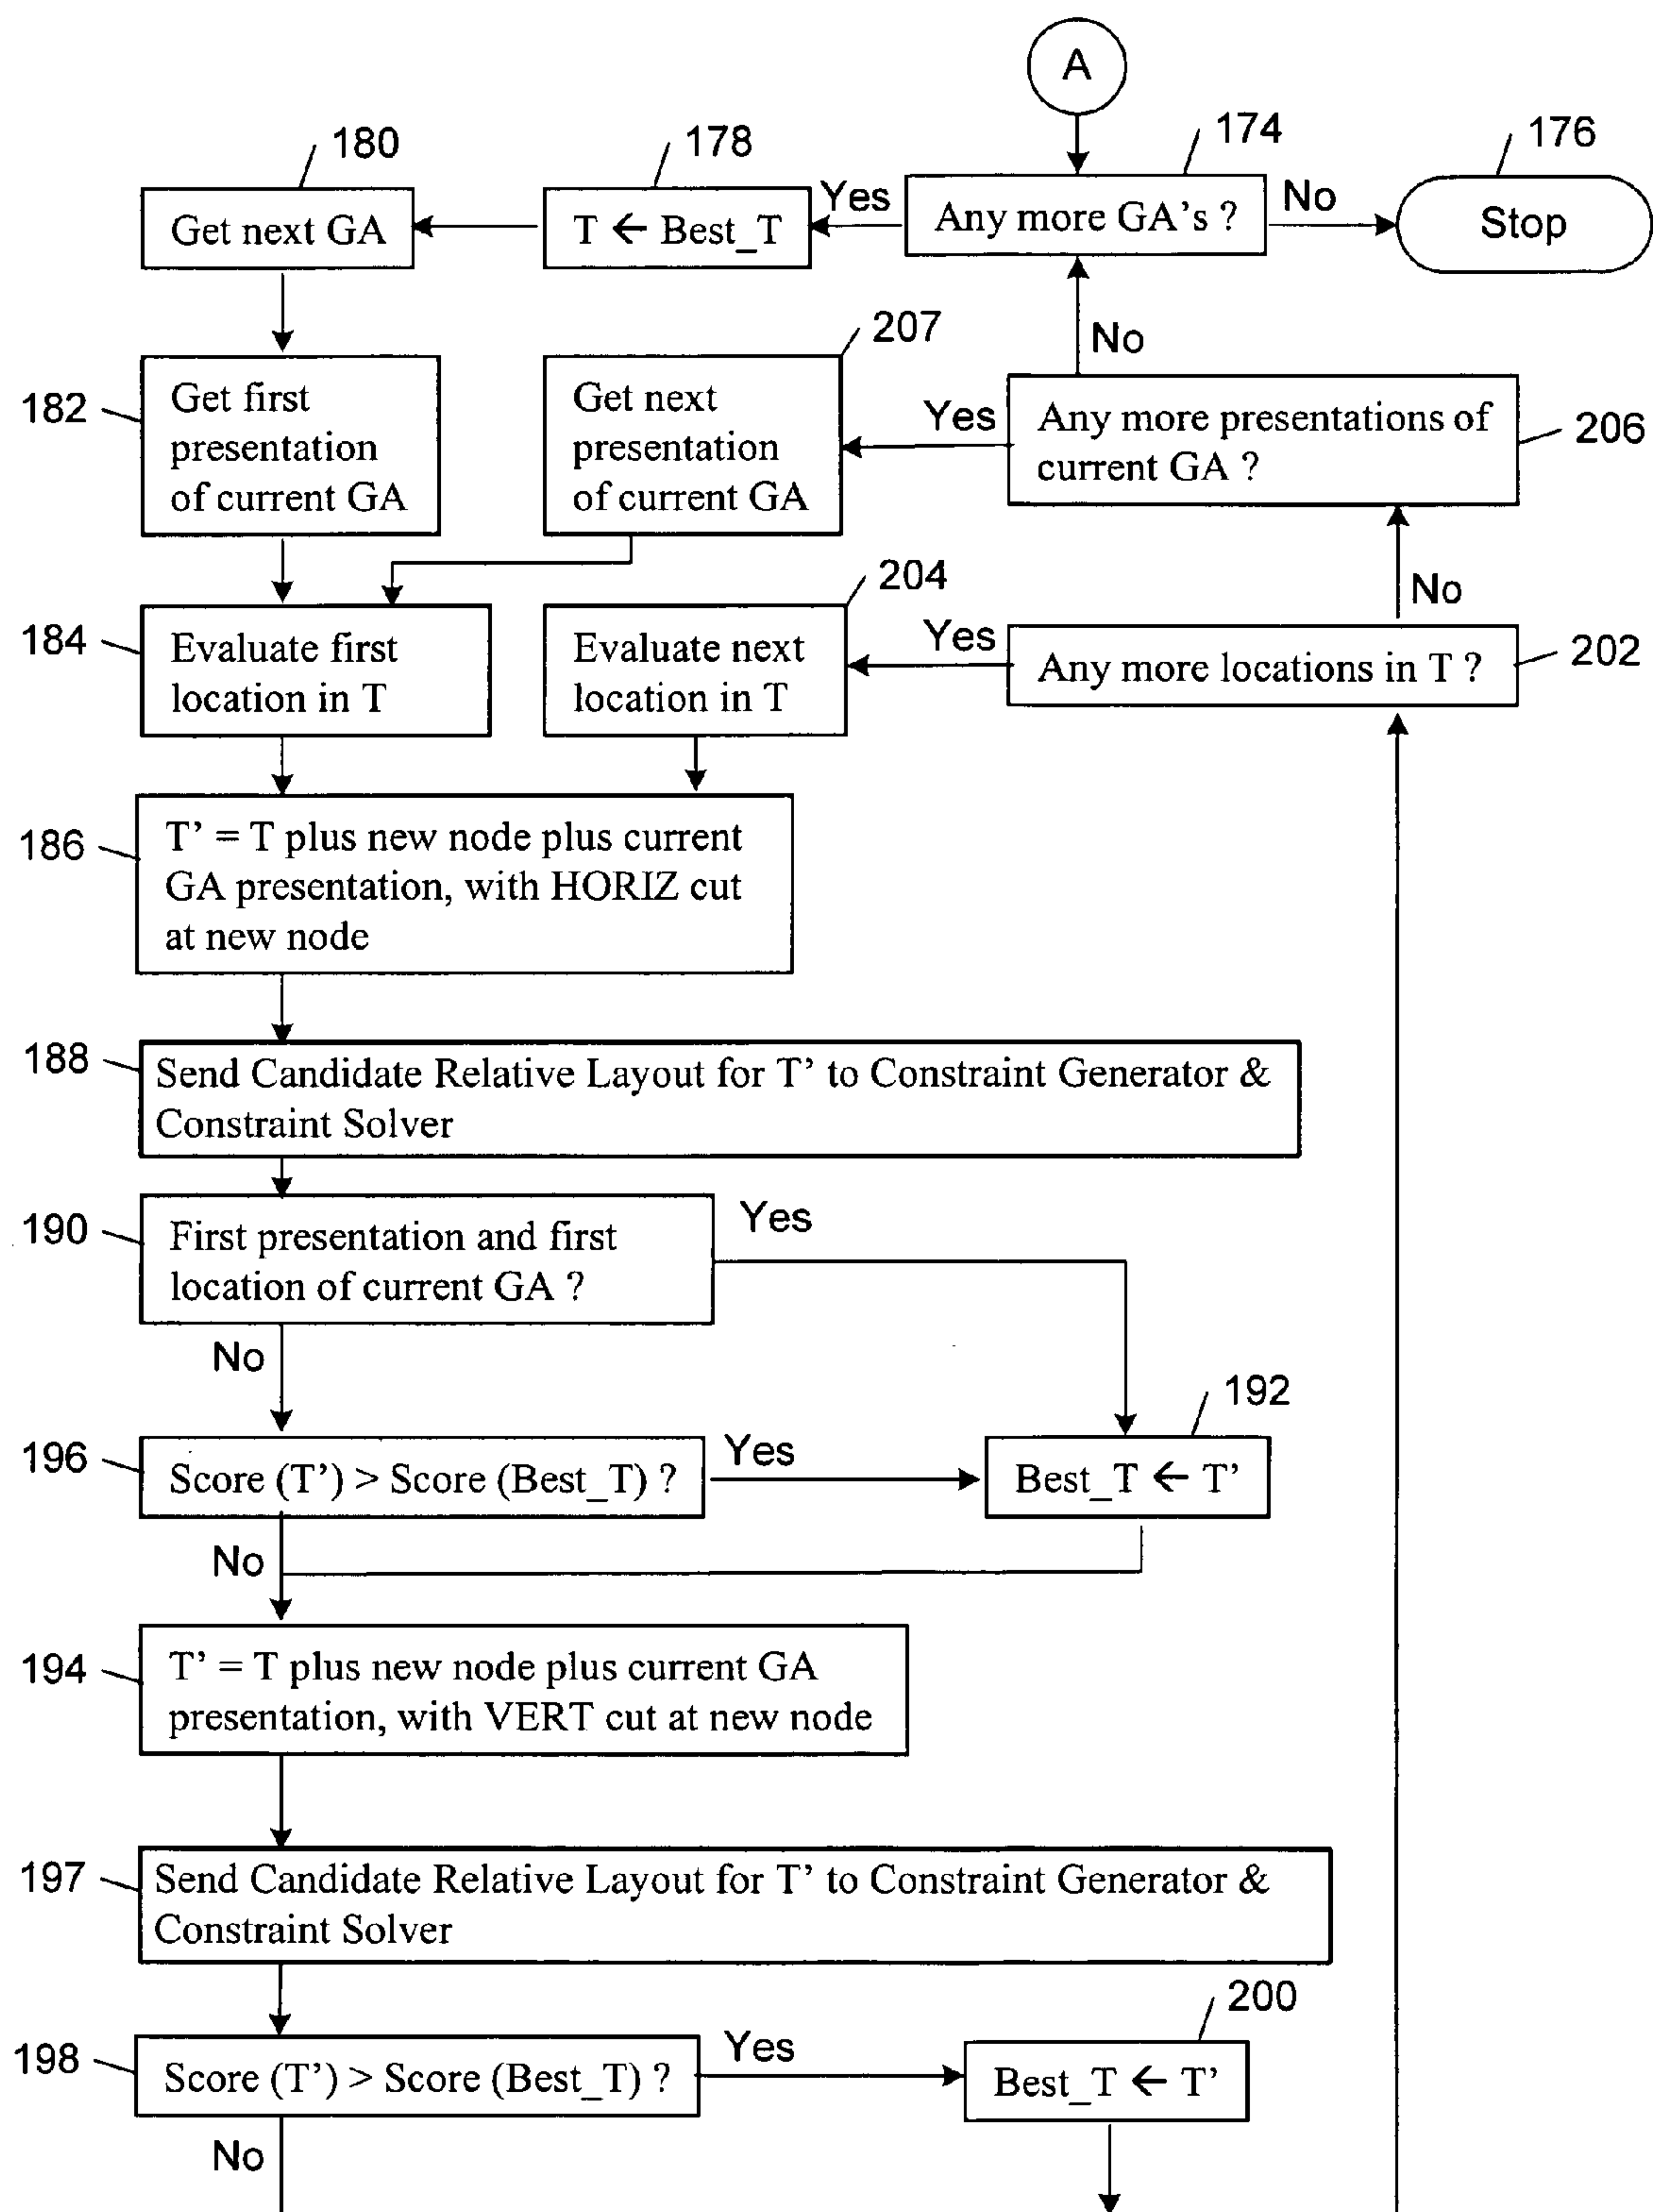 A
180
178
174
176
Get next GA
T ← Best_T
Yes
Any more GA's ?
No
Stop
207
No
182
Get first
presentation
of current GA
Get next
presentation
of current GA
Yes
Any more presentations of
current GA ?
206
204
No
184
Evaluate first
location in T
Evaluate next
location in T
Yes
Any more locations in T ?
202
186
T’ = T plus new node plus current
GA presentation, with HORIZ cut
at new node
188
Send Candidate Relative Layout for T’ to Constraint Generator &
Constraint Solver
190
First presentation and first
location of current GA ?
Yes
No
192
196
Score (T’) > Score (Best_T) ?
Yes
Best_T ← T’
No
194
T’ = T plus new node plus current GA
presentation, with VERT cut at new node
197
Send Candidate Relative Layout for T’ to Constraint Generator &
Constraint Solver
200
198
Score (T’) > Score (Best_T) ?
Yes
Best_T ← T’
No